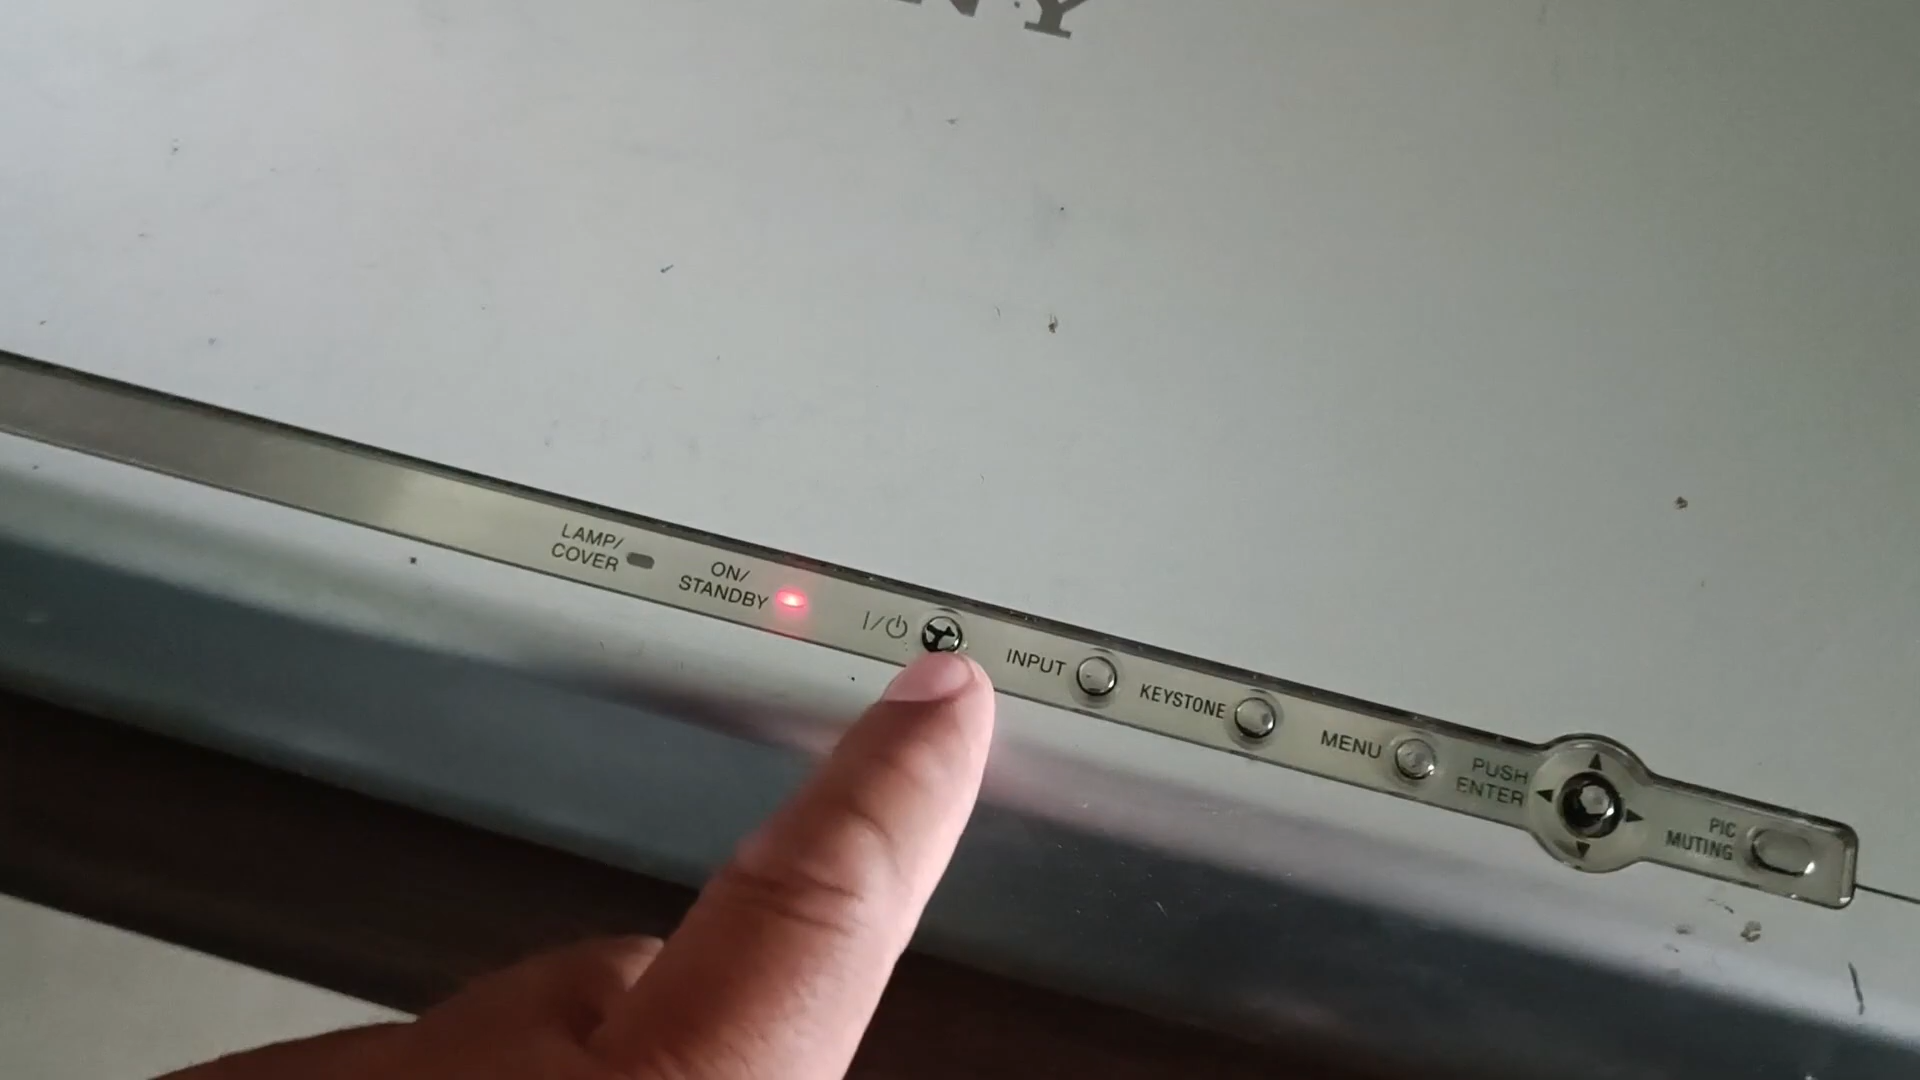 NY
LAMP/
COVER
ON/
STANDBY
I/⏻
INPUT
KEYSTONE
MENU
PUSH
ENTER
PIC
MUTING